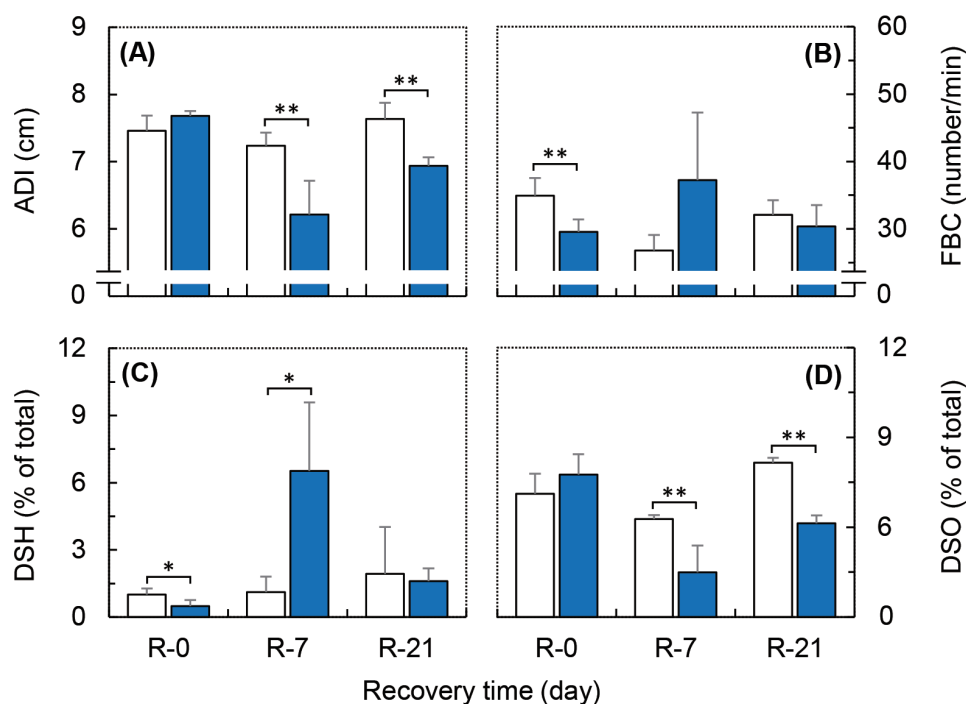 (A)
ADI (cm)
9
8
7
6
0
**
**
(B)
FBC (number/min)
60
50
40
30
0
**
(C)
DSH (% of total)
12
9
6
3
0
*
*
R-0 R-7 R-21
(D)
DSO (% of total)
12
9
6
0
**
**
R-0 R-7 R-21
Recovery time (day)